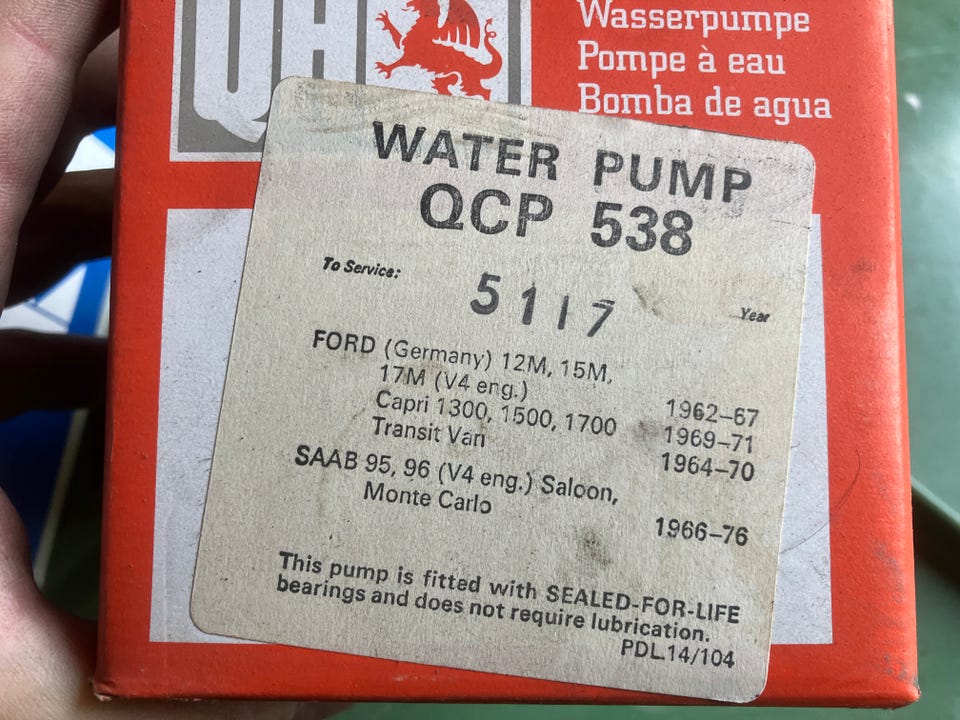 QH
Wasserpumpe
Pompe à eau
Bomba de agua
WATER PUMP
QCP 538
To Service:
5117
Year
FORD (Germany) 12M, 15M,
17M (V4 eng.) 1962–67
Capri 1300, 1500, 1700 1969–71
Transit Van 1964–70
SAAB 95, 96 (V4 eng.) Saloon,
Monte Carlo 1966–76
This pump is fitted with SEALED-FOR-LIFE
bearings and does not require lubrication.
PDL.14/104